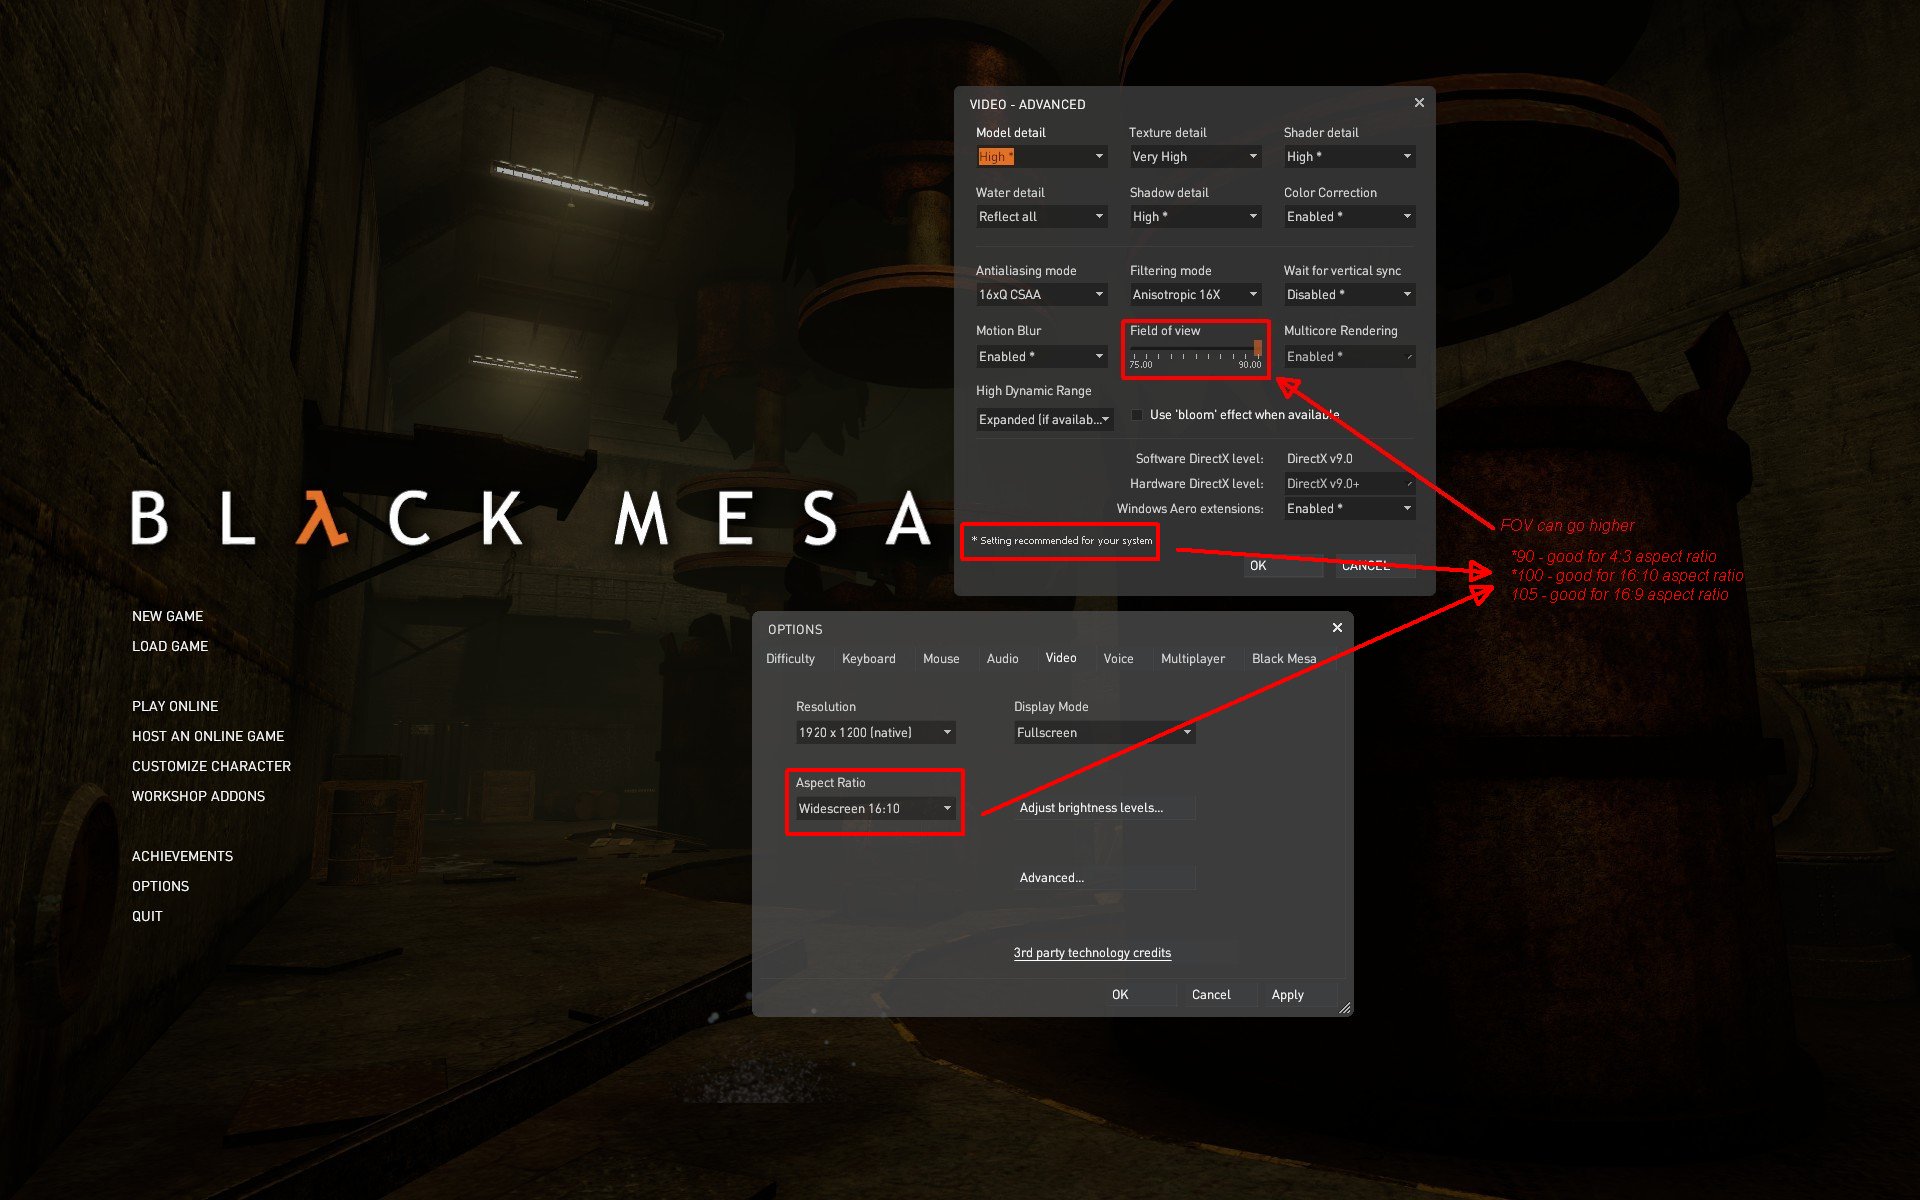 BLλCK MESA
NEW GAME
LOAD GAME
PLAY ONLINE
HOST AN ONLINE GAME
CUSTOMIZE CHARACTER
WORKSHOP ADDONS
ACHIEVEMENTS
OPTIONS
QUIT
VIDEO - ADVANCED
Model detail
High *
Texture detail
Very High
Shader detail
High *
Water detail
Reflect all
Shadow detail
High *
Color Correction
Enabled *
Antialiasing mode
16xQ CSAA
Filtering mode
Anisotropic 16X
Wait for vertical sync
Disabled *
Motion Blur
Enabled *
Field of view
75.00 90.00
Multicore Rendering
Enabled *
High Dynamic Range
Expanded (if availab...
Use 'bloom' effect when available
Software DirectX level: DirectX v9.0
Hardware DirectX level: DirectX v9.0+
Windows Aero extensions: Enabled *
* Setting recommended for your system
OK CANCEL
FOV can go higher
*90 - good for 4:3 aspect ratio
*100 - good for 16:10 aspect ratio
105 - good for 16:9 aspect ratio
OPTIONS
Difficulty Keyboard Mouse Audio Video Voice Multiplayer Black Mesa
Resolution
1920 x 1200 (native)
Display Mode
Fullscreen
Aspect Ratio
Widescreen 16:10
Adjust brightness levels...
Advanced...
3rd party technology credits
OK Cancel Apply